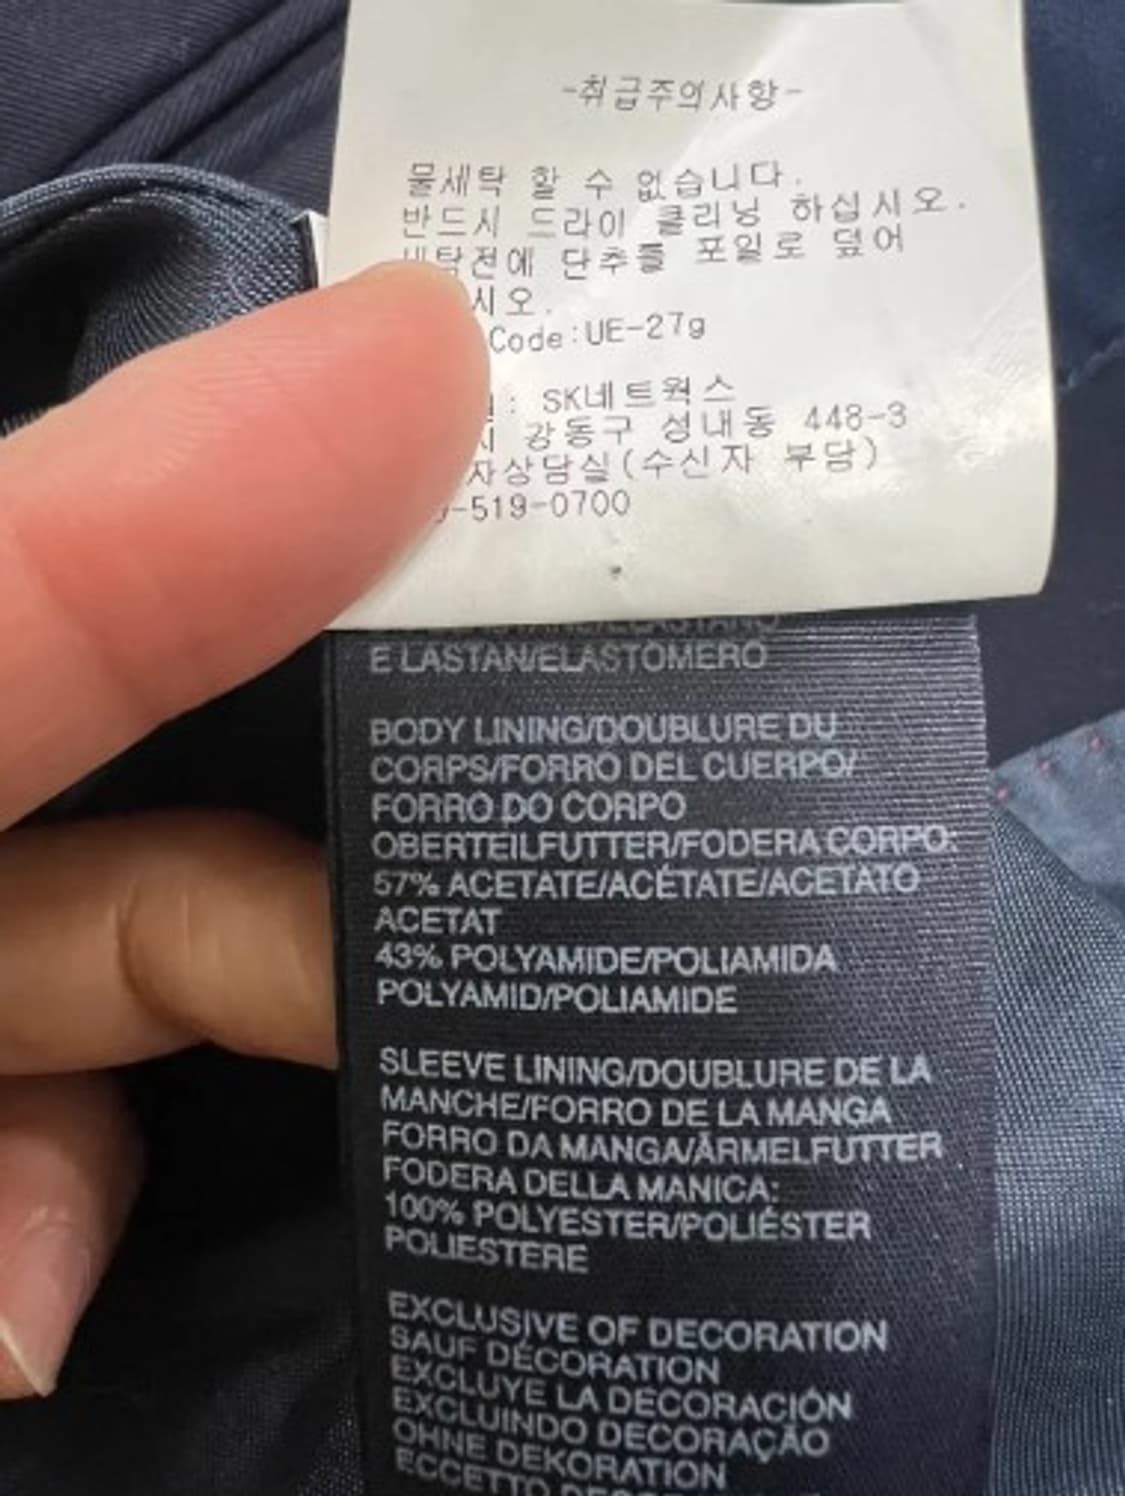 -취급주의사항-
물세탁 할 수 없습니다.
반드시 드라이 클리닝 하십시오.
세탁전에 단추를 포일로 덮어
시오.
Code:UE-27g
: SK네트웍스
시 강동구 성내동 448-3
자상담실(수신자 부담)
-519-0700
ELASTAN/ELASTOMERO
BODY LINING/DOUBLURE DU
CORPS/FORRO DEL CUERPO/
FORRO DO CORPO
OBERTEILFUTTER/FODERA CORPO:
57% ACETATE/ACÉTATE/ACETATO
ACETAT
43% POLYAMIDE/POLIAMIDA
POLYAMID/POLIAMIDE
SLEEVE LINING/DOUBLURE DE LA
MANCHE/FORRO DE LA MANGA
FORRO DA MANGA/ÄRMELFUTTER
FODERA DELLA MANICA:
100% POLYESTER/POLIÉSTER
POLIESTERE
EXCLUSIVE OF DECORATION
SAUF DÉCORATION
EXCLUYE LA DECORACIÓN
EXCLUINDO DECORAÇÃO
OHNE DEKORATION
ECCETTO